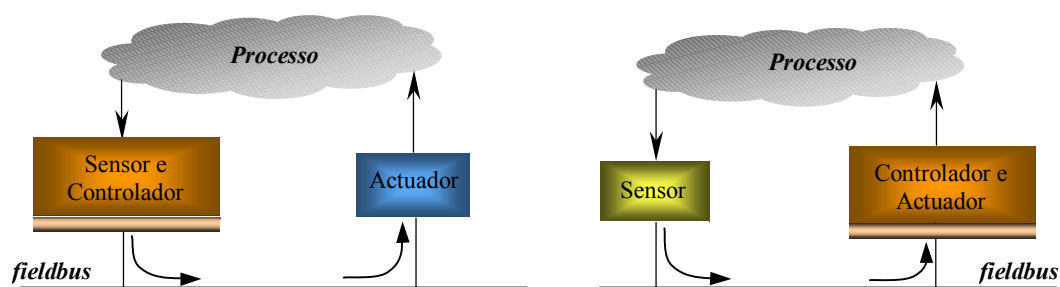 Processo
Sensor e
Controlador
Actuador
fieldbus
Processo
Sensor
Controlador e
Actuador
fieldbus